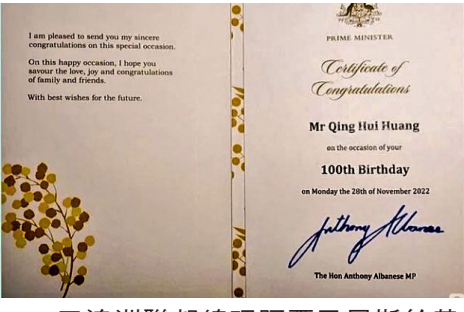 I am pleased to send you my sincere
congratulations on this special occasion.
On this happy occasion, I hope you
savour the love, joy and congratulations
of family and friends.
With best wishes for the future.
PRIME MINISTER
Certificate of
Congratulations
Mr Qing Hui Huang
on the occasion of your
100th Birthday
on Monday the 28th of November 2022
Anthony Albanese
The Hon Anthony Albanese MP